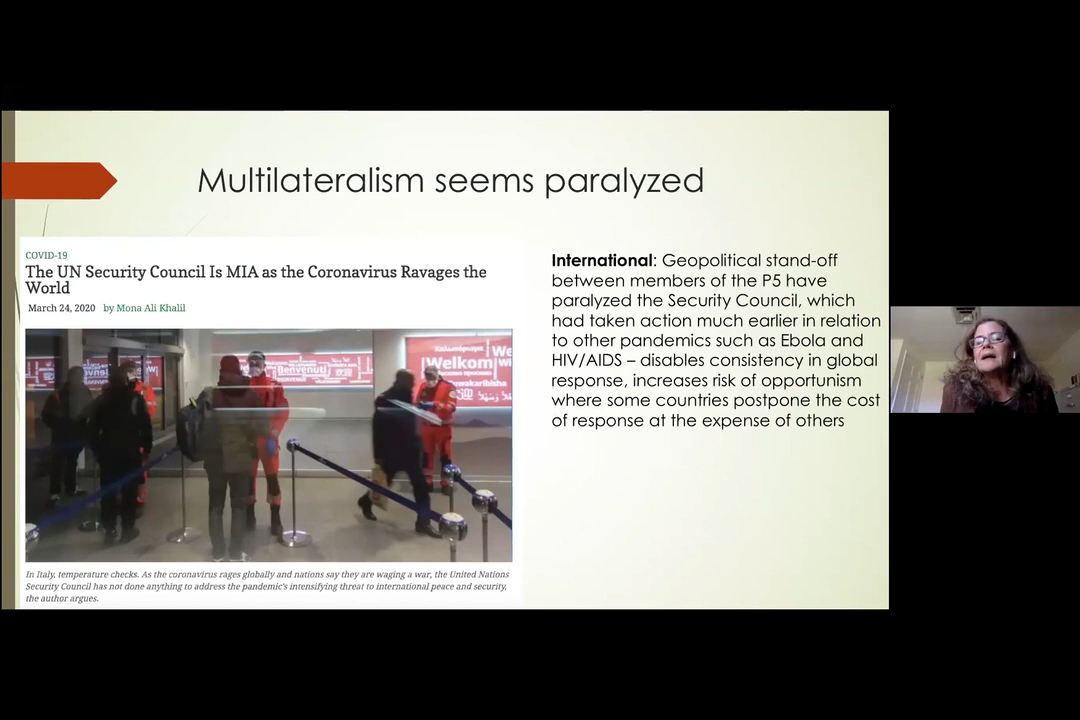 Multilateralism seems paralyzed
COVID-19
The UN Security Council Is MIA as the Coronavirus Ravages the
World
March 24, 2020 by Mona Ali Khalil
Benvenuti
Welkom
We
In Italy, temperature checks. As the coronavirus rages globally and nations say they are waging a war, the United Nations
Security Council has not done anything to address the pandemic's intensifying threat to international peace and security,
the author argues.
International: Geopolitical stand-off
between members of the P5 have
paralyzed the Security Council, which
had taken action much earlier in relation
to other pandemics such as Ebola and
HIV/AIDS – disables consistency in global
response, increases risk of opportunism
where some countries postpone the cost
of response at the expense of others